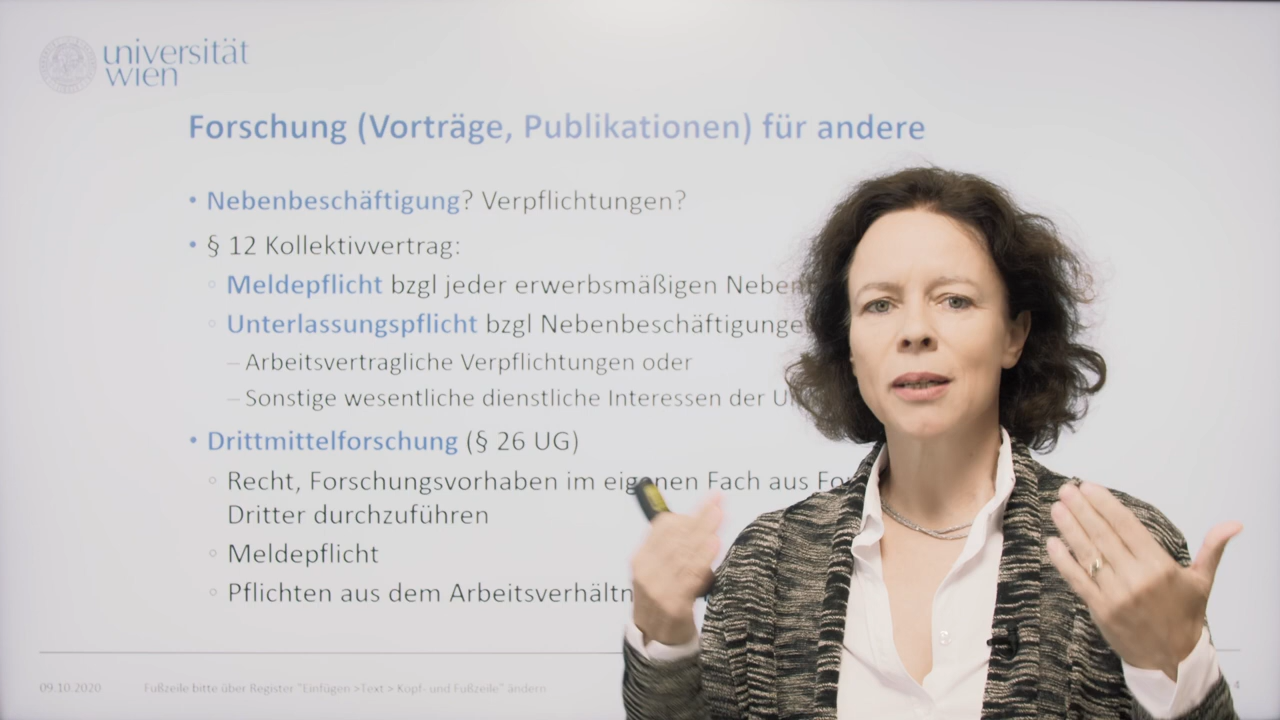 universität
wien
Forschung (Vorträge, Publikationen) für andere
• Nebenbeschäftigung? Verpflichtungen?
• § 12 Kollektivvertrag:
◦ Meldepflicht bzgl jeder erwerbsmäßigen
◦ Unterlassungspflicht bzgl
– Arbeitsvertragliche Verpflichtungen oder
– Sonstige wesentliche dienstliche Interessen der
• Drittmittelforschung (§ 26 UG)
◦ Recht, Forschungsvorhaben im eigenen Fach aus
Dritter durchzuführen
◦ Meldepflicht
◦ Pflichten aus dem
09.10.2020 Fußzeile bitte über Register "Einfügen >Text > Kopf- und Fußzeile" ändern 4